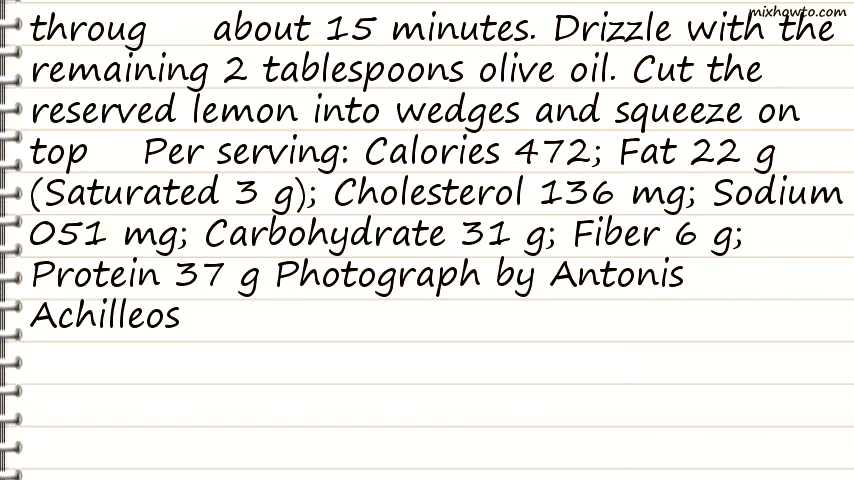 mixhowto.com
throug about 15 minutes. Drizzle with the
remaining 2 tablespoons olive oil. Cut the
reserved lemon into wedges and squeeze on
top Per serving: Calories 472; Fat 22 g
(Saturated 3 g); Cholesterol 136 mg; Sodium
051 mg; Carbohydrate 31 g; Fiber 6 g;
Protein 37 g Photograph by Antonis
Achilleos